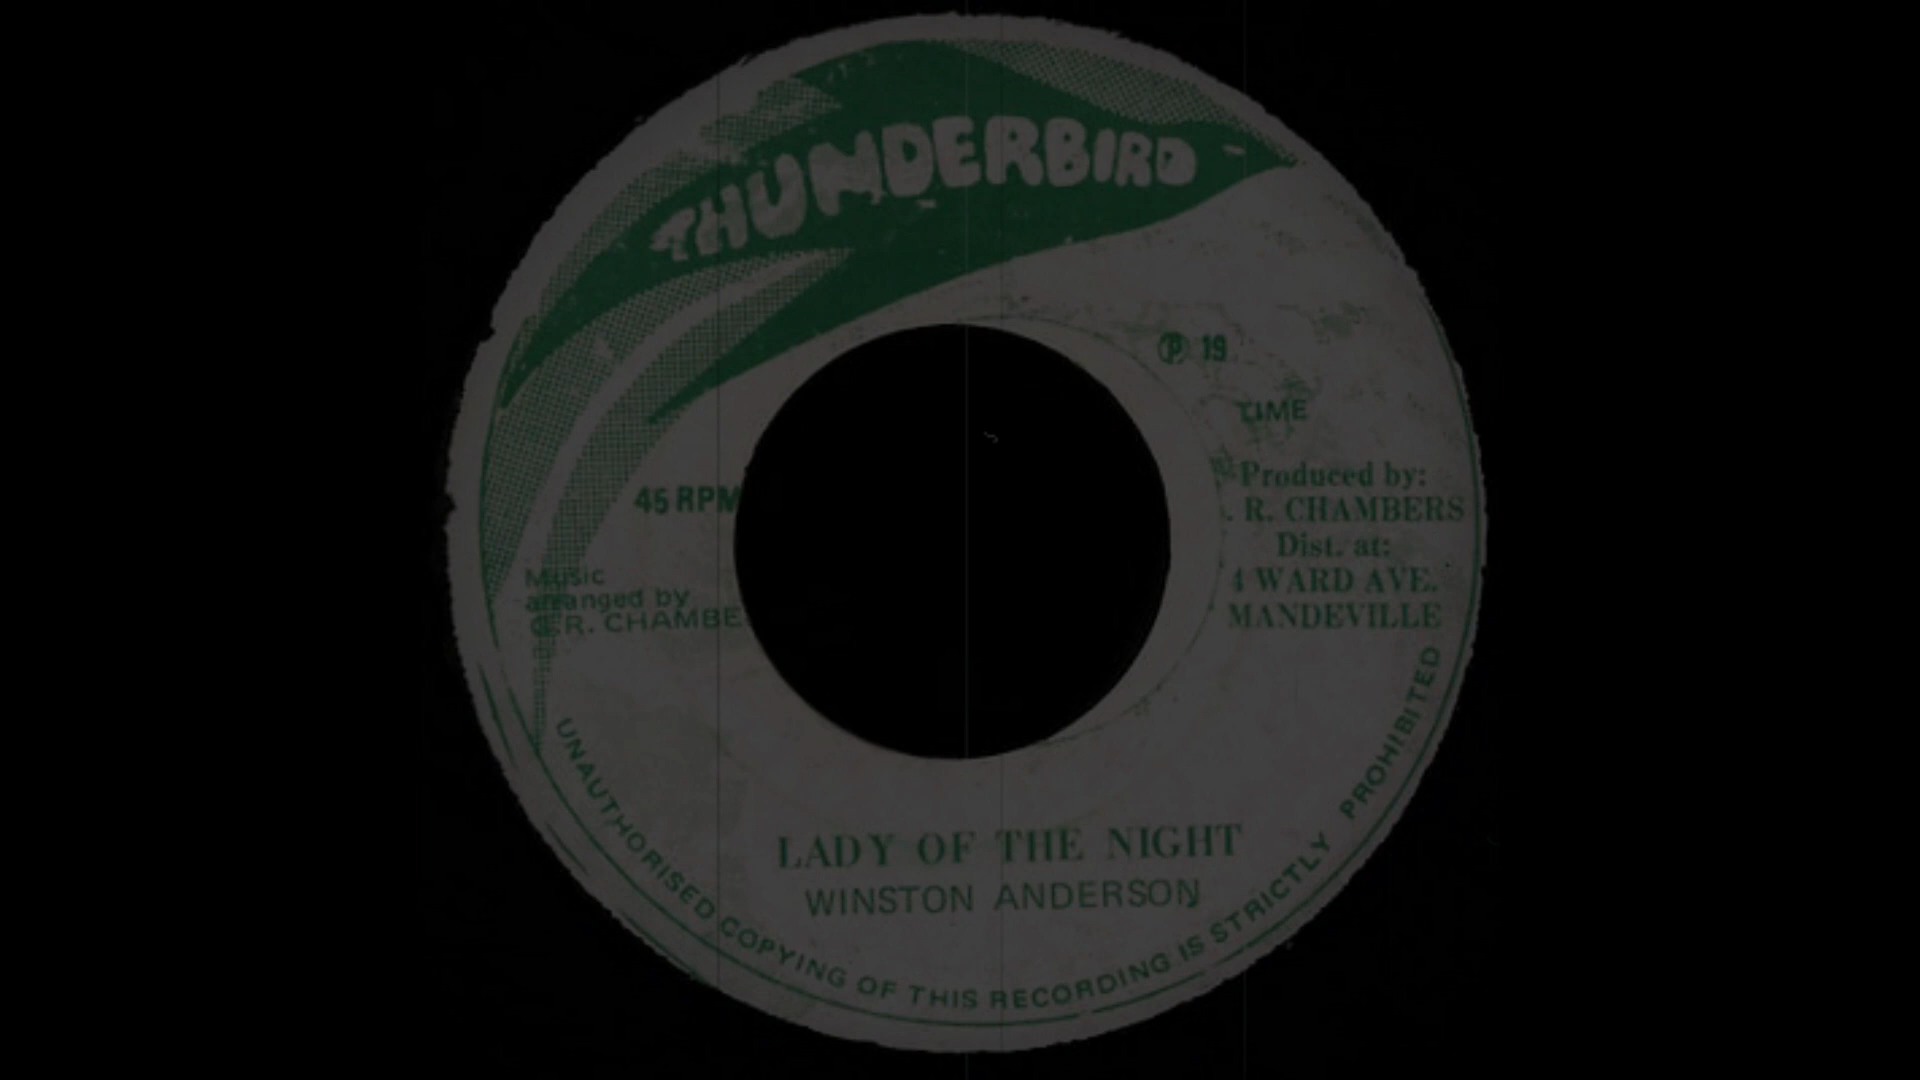 THUNDERBIRD
℗ 19
TIME
45 RPM
Produced by:
. R. CHAMBERS
Dist. at:
4 WARD AVE.
MANDEVILLE
Music
arranged by
C.R. CHAMBE
LADY OF THE NIGHT
WINSTON ANDERSON
UNAUTHORISED COPYING OF THIS RECORDING IS STRICTLY PROHIBITED